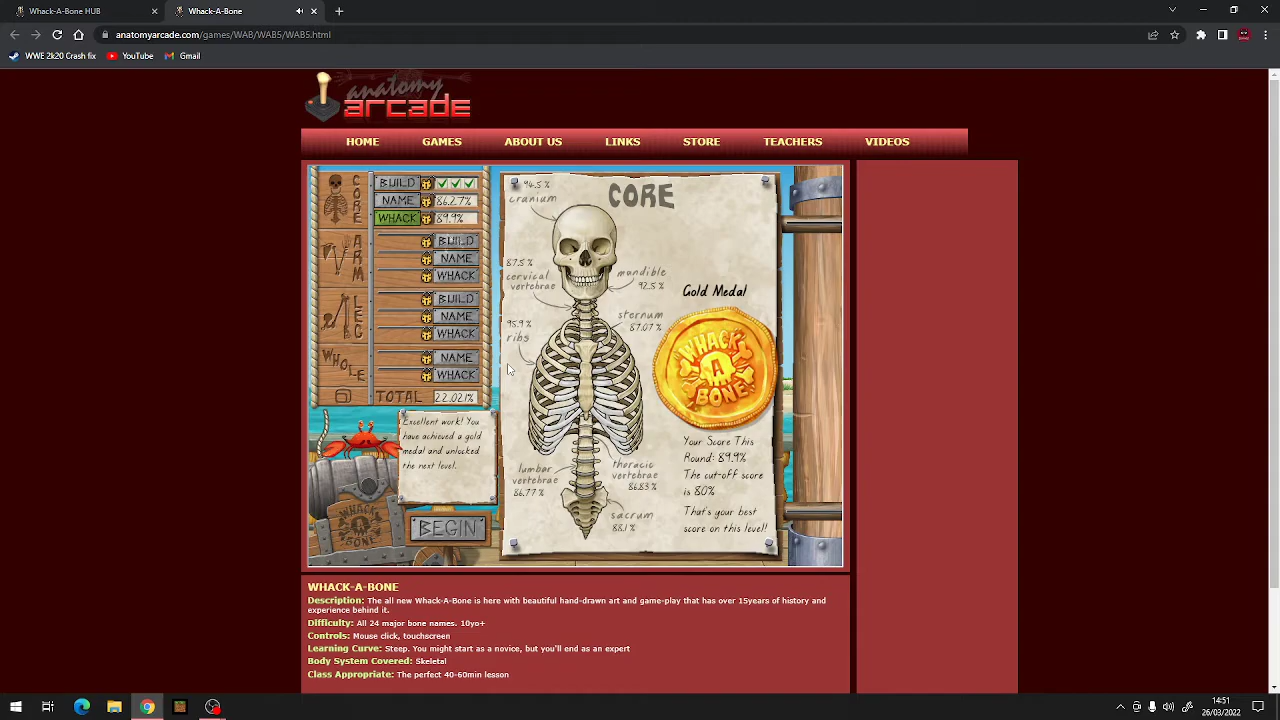 Whack-A-Bone HUB
Whack-A-Bone
anatomyarcade.com/games/WAB/WAB5/WAB5.html
WWE 2k20 Crash fix
YouTube
Gmail
anatomy
arcade
HOME
GAMES
ABOUT US
LINKS
STORE
TEACHERS
VIDEOS
CORE
BUILD
NAME 86.27%
WHACK 89.9%
ARM
BUILD
NAME
WHACK
LEG
BUILD
NAME
WHACK
WHOLE
NAME
WHACK
TOTAL 22.021%
Excellent work! You
have achieved a gold
medal and unlocked
the next level.
WHACK
A
BONE
BEGIN
CORE
94.5 %
cranium
87.5 %
cervical
vertebrae
mandible
92.5 %
sternum
87.07 %
95.9 %
ribs
lumbar
vertebrae
86.77 %
thoracic
vertebrae
86.83 %
sacrum
88.1 %
Gold Medal
WHACK
A
BONE
Your Score This
Round: 89.9%
The cut-off score
is 80%
That's your best
score on this level!
WHACK-A-BONE
Description: The all new Whack-A-Bone is here with beautiful hand-drawn art and game-play that has over 15years of history and
experience behind it.
Difficulty: All 24 major bone names. 10yo+
Controls: Mouse click, touchscreen
Learning Curve: Steep. You might start as a novice, but you'll end as an expert
Body System Covered: Skeletal
Class Appropriate: The perfect 40-60min lesson
14:51
26/03/2022